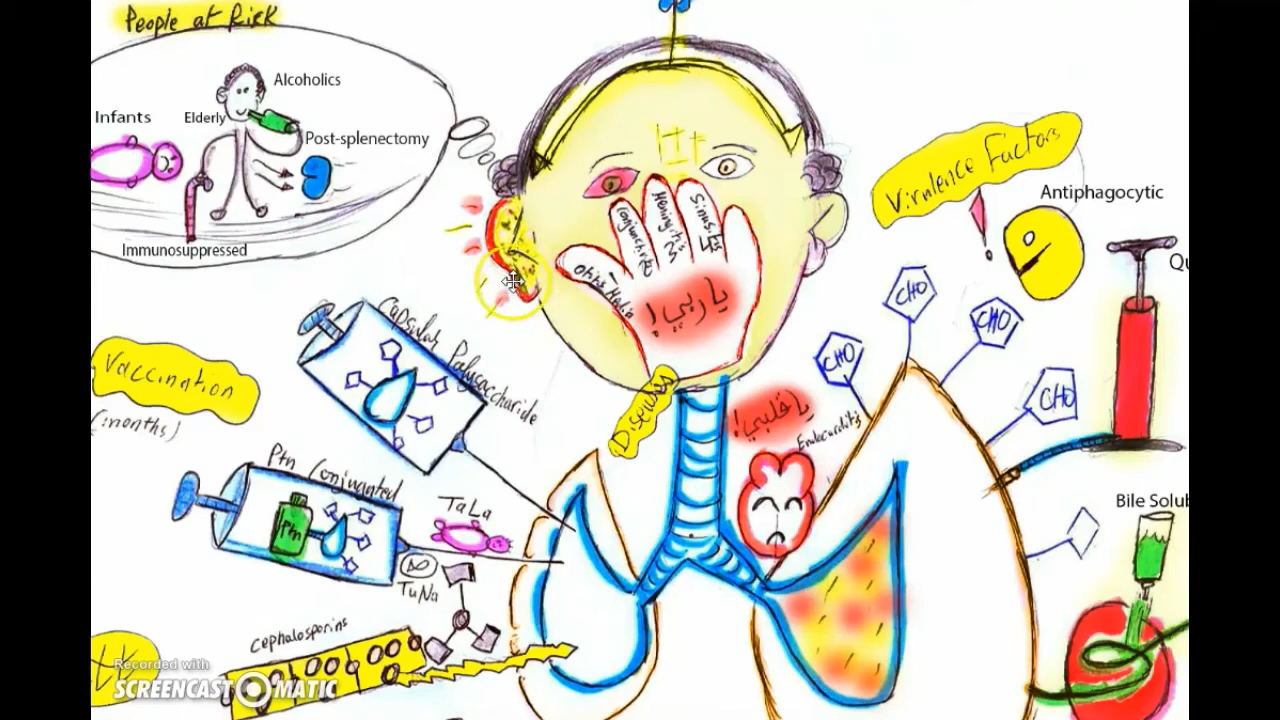 People at Risk
Alcoholics
Infants
Elderly
Post-splenectomy
Immunosuppressed
Virulence Factors
Antiphagocytic
Qu
CHO
CHO
CHO
CHO
Otitis Media
Conjunctivitis
Meningitis
Sinusitis
يا ربي!
Diseases
يا قلبي!
Endocarditis
Capsular Polysaccharide
Vaccination
(months)
Ptn Conjugated
Ptn
TaLa
TuNa
Cephalosporins
Bile Solub
Recorded with
SCREENCAST MATIC